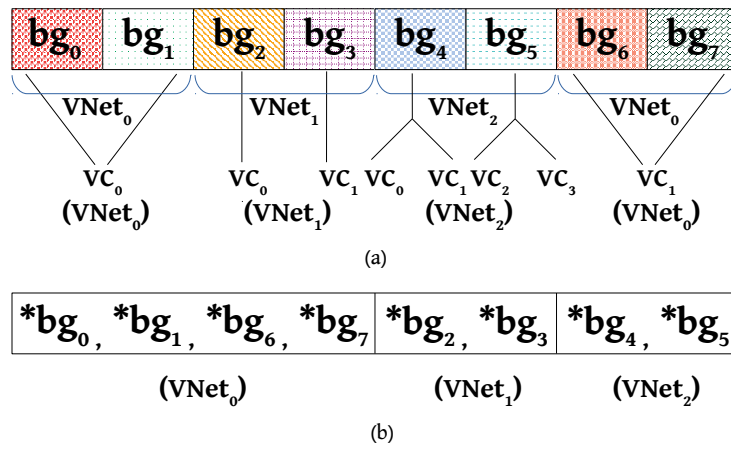 bg₀ bg₁ bg₂ bg₃ bg₄ bg₅ bg₆ bg₇
VNet₀ VNet₁ VNet₂ VNet₀
VC₀ VC₀ VC₁ VC₀ VC₁ VC₂ VC₃ VC₁
(VNet₀) (VNet₁) (VNet₂) (VNet₀)
(a)
*bg₀, *bg₁, *bg₆, *bg₇ *bg₂, *bg₃ *bg₄, *bg₅
(VNet₀) (VNet₁) (VNet₂)
(b)